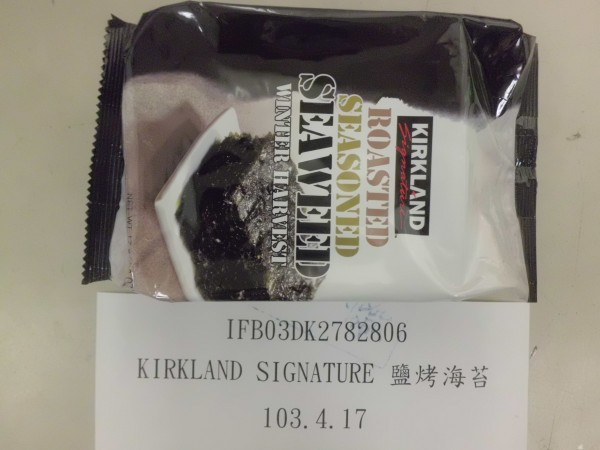 KIRKLAND
Signature
ROASTED
SEASONED
SEAWEED
WINTER HARVEST
IFB03DK2782806
KIRKLAND SIGNATURE 鹽烤海苔
103.4.17